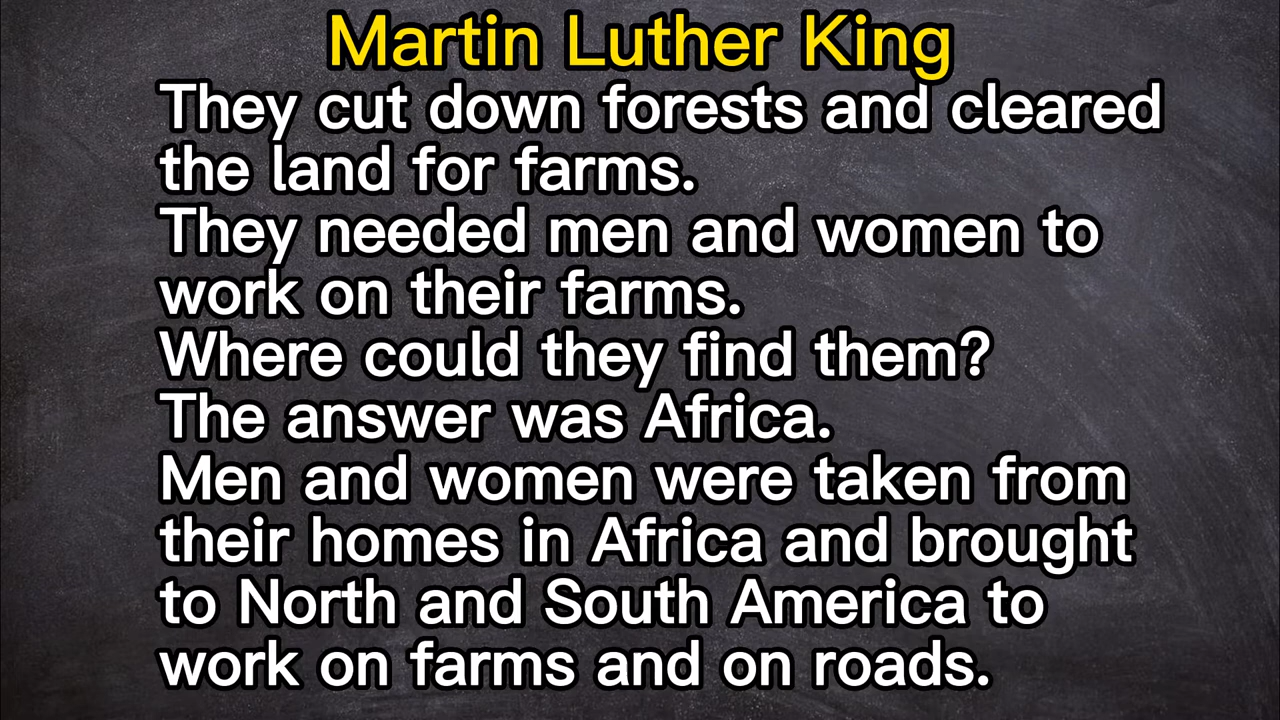 Martin Luther King
They cut down forests and cleared
the land for farms.
They needed men and women to
work on their farms.
Where could they find them?
The answer was Africa.
Men and women were taken from
their homes in Africa and brought
to North and South America to
work on farms and on roads.